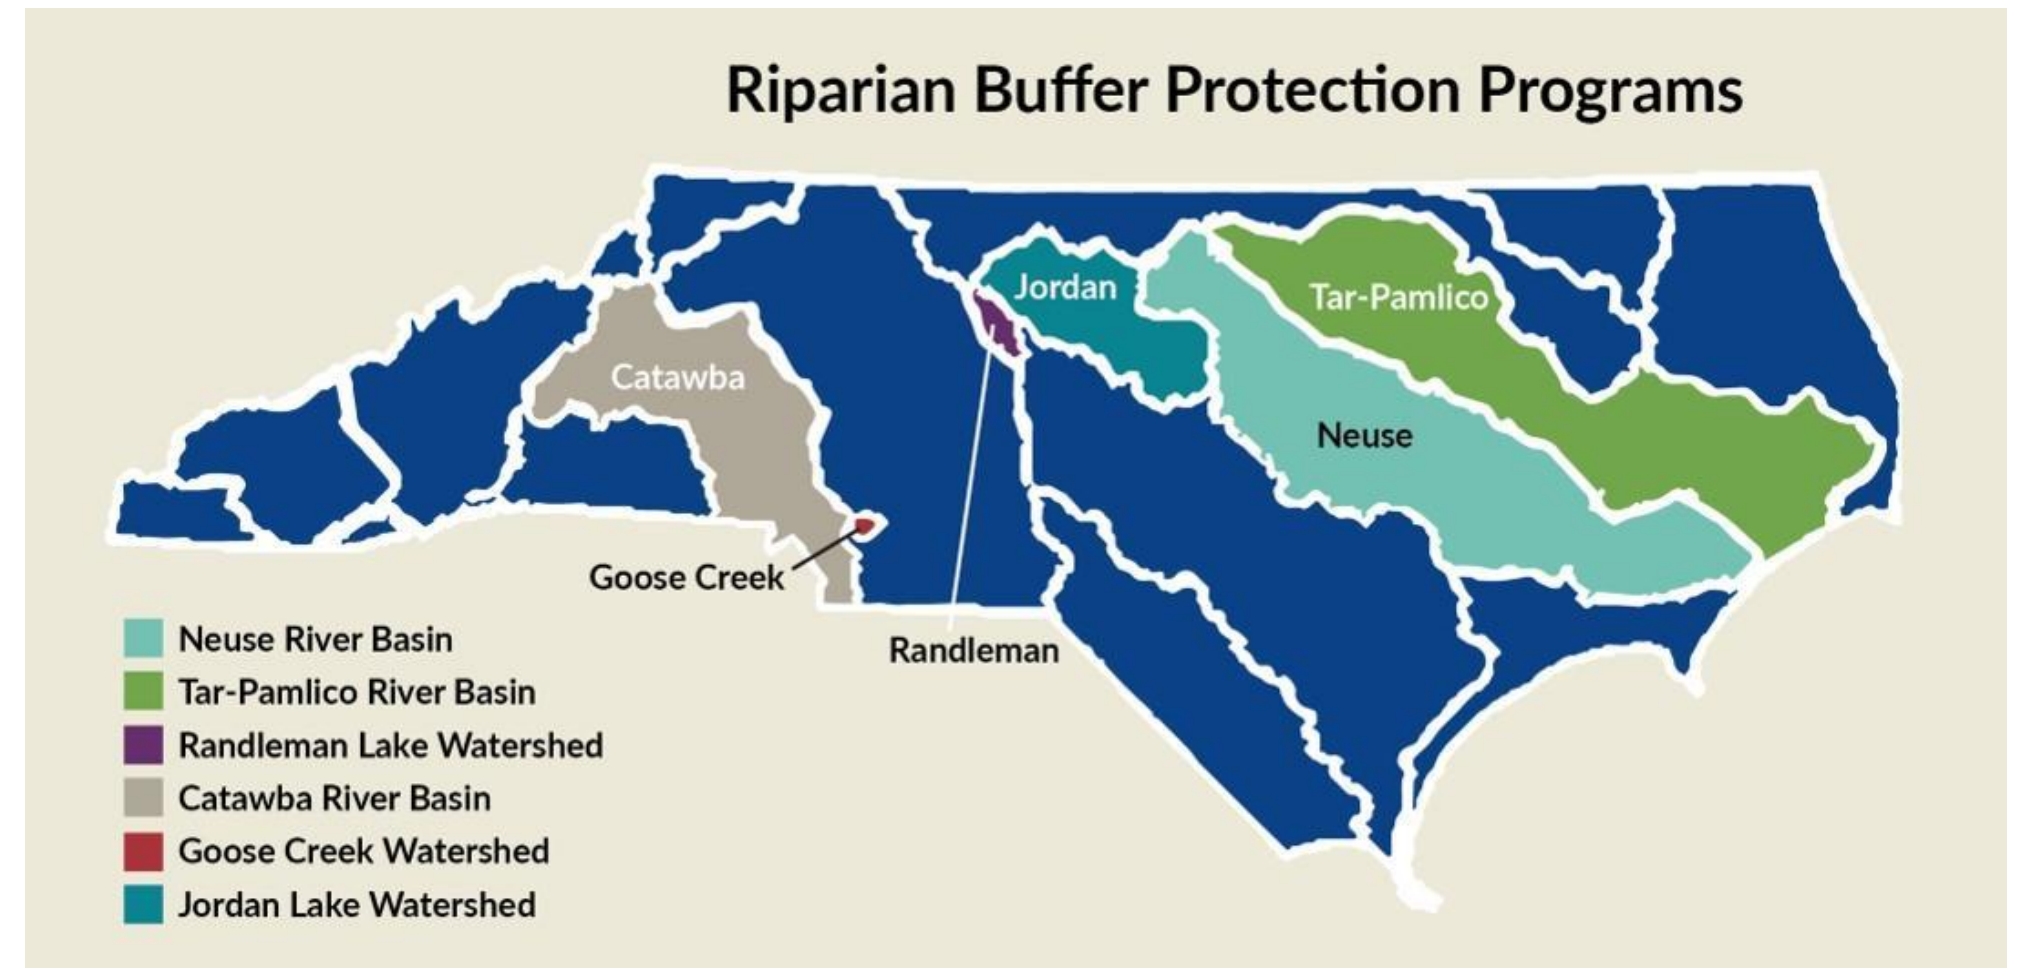 Riparian Buffer Protection Programs
Jordan
Tar-Pamlico
Catawba
Neuse
Goose Creek
Randleman
Neuse River Basin
Tar-Pamlico River Basin
Randleman Lake Watershed
Catawba River Basin
Goose Creek Watershed
Jordan Lake Watershed